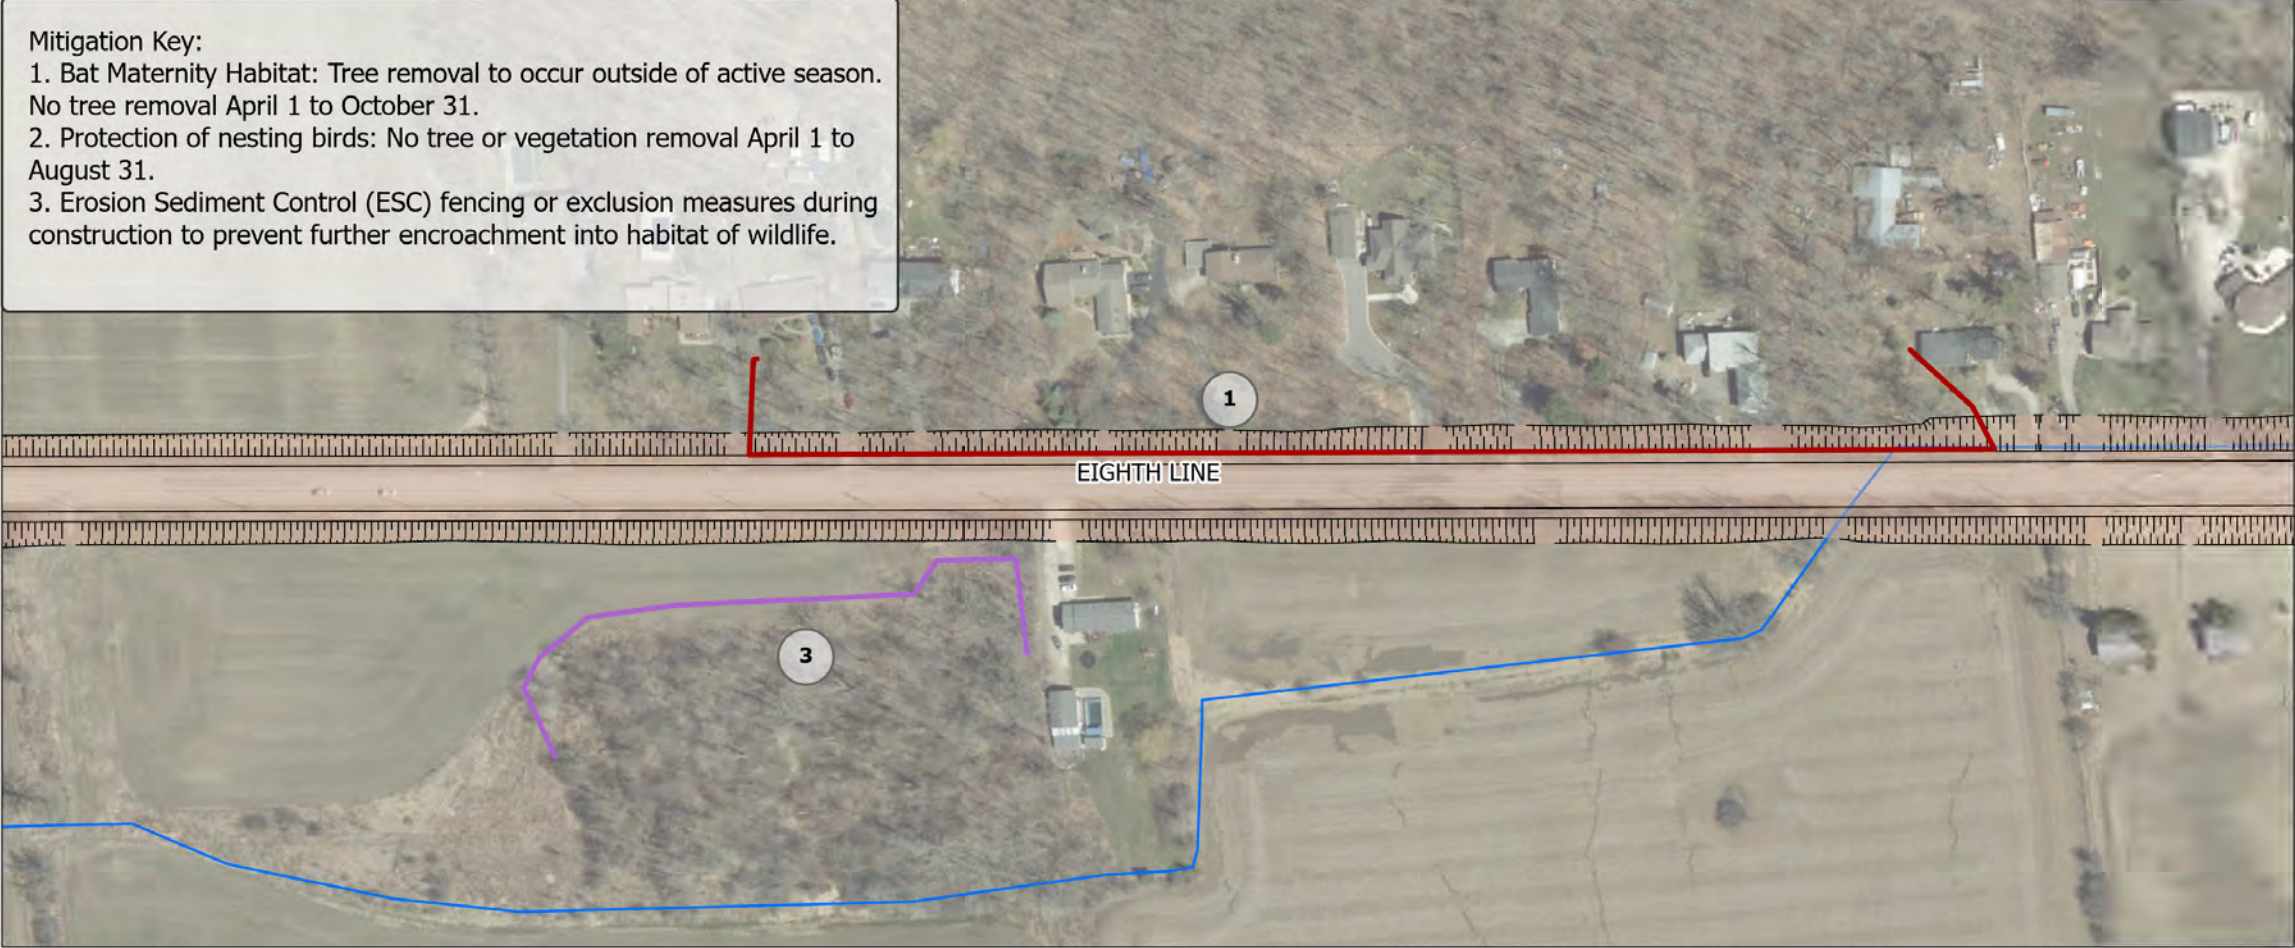 Mitigation Key:
1. Bat Maternity Habitat: Tree removal to occur outside of active season.
No tree removal April 1 to October 31.
2. Protection of nesting birds: No tree or vegetation removal April 1 to
August 31.
3. Erosion Sediment Control (ESC) fencing or exclusion measures during
construction to prevent further encroachment into habitat of wildlife.
1
EIGHTH LINE
3